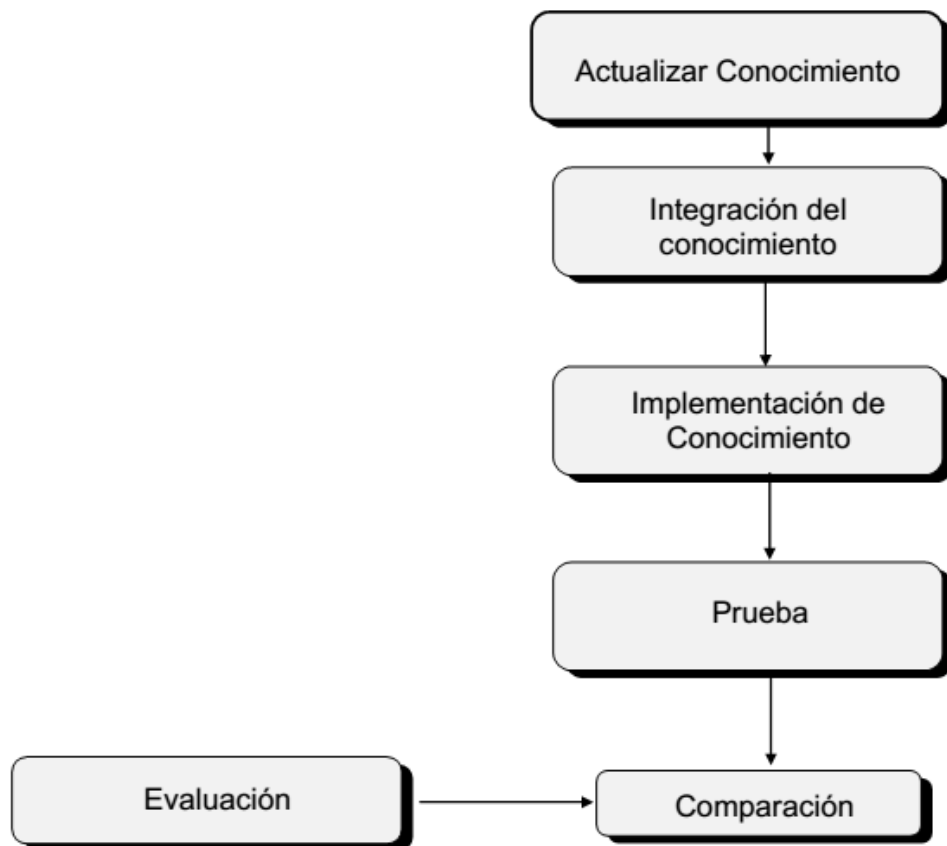 Actualizar Conocimiento
Integración del
conocimiento
Implementación de
Conocimiento
Prueba
Evaluación
Comparación